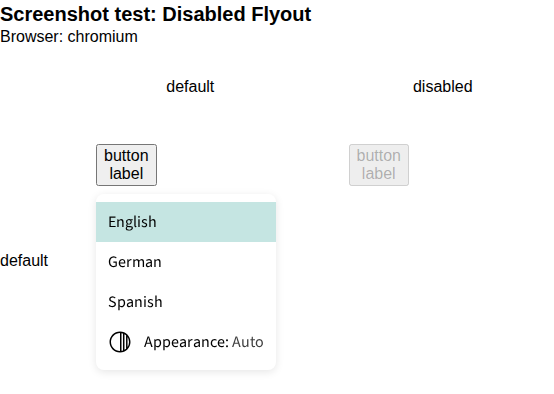 Screenshot test: Disabled Flyout
Browser: chromium
default
disabled
button
label
button
label
default
English
German
Spanish
Appearance: Auto